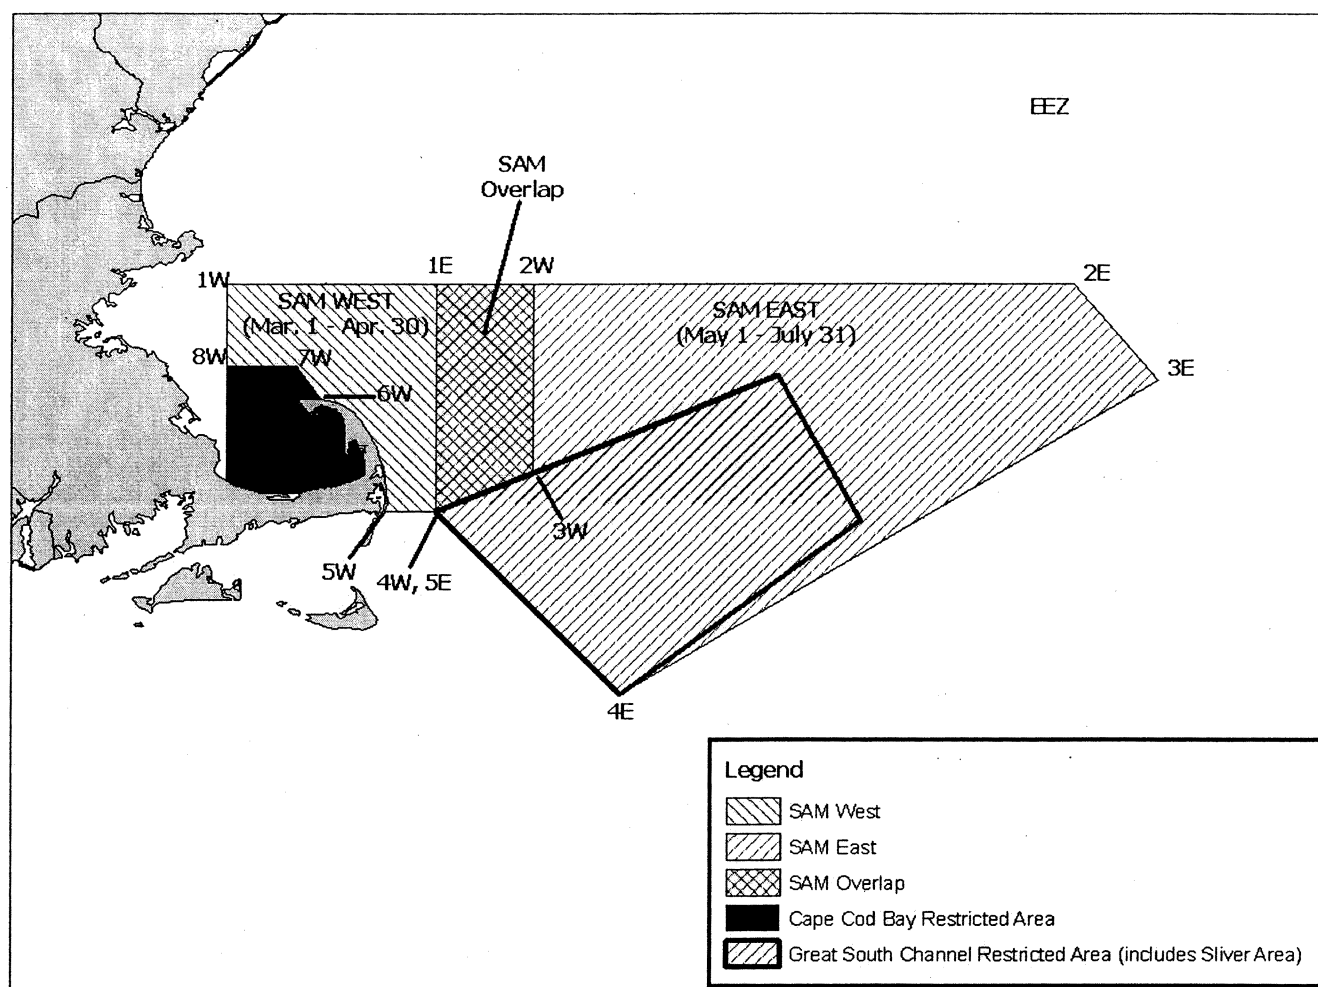 EEZ
SAM
Overlap
1W
1E
2W
2E
SAM WEST
(Mar. 1 - Apr. 30)
SAM EAST
(May 1 - July 31)
8W
7W
3E
6W
3W
5W
4W, 5E
4E
Legend
SAM West
SAM East
SAM Overlap
Cape Cod Bay Restricted Area
Great South Channel Restricted Area (includes Sliver Area)